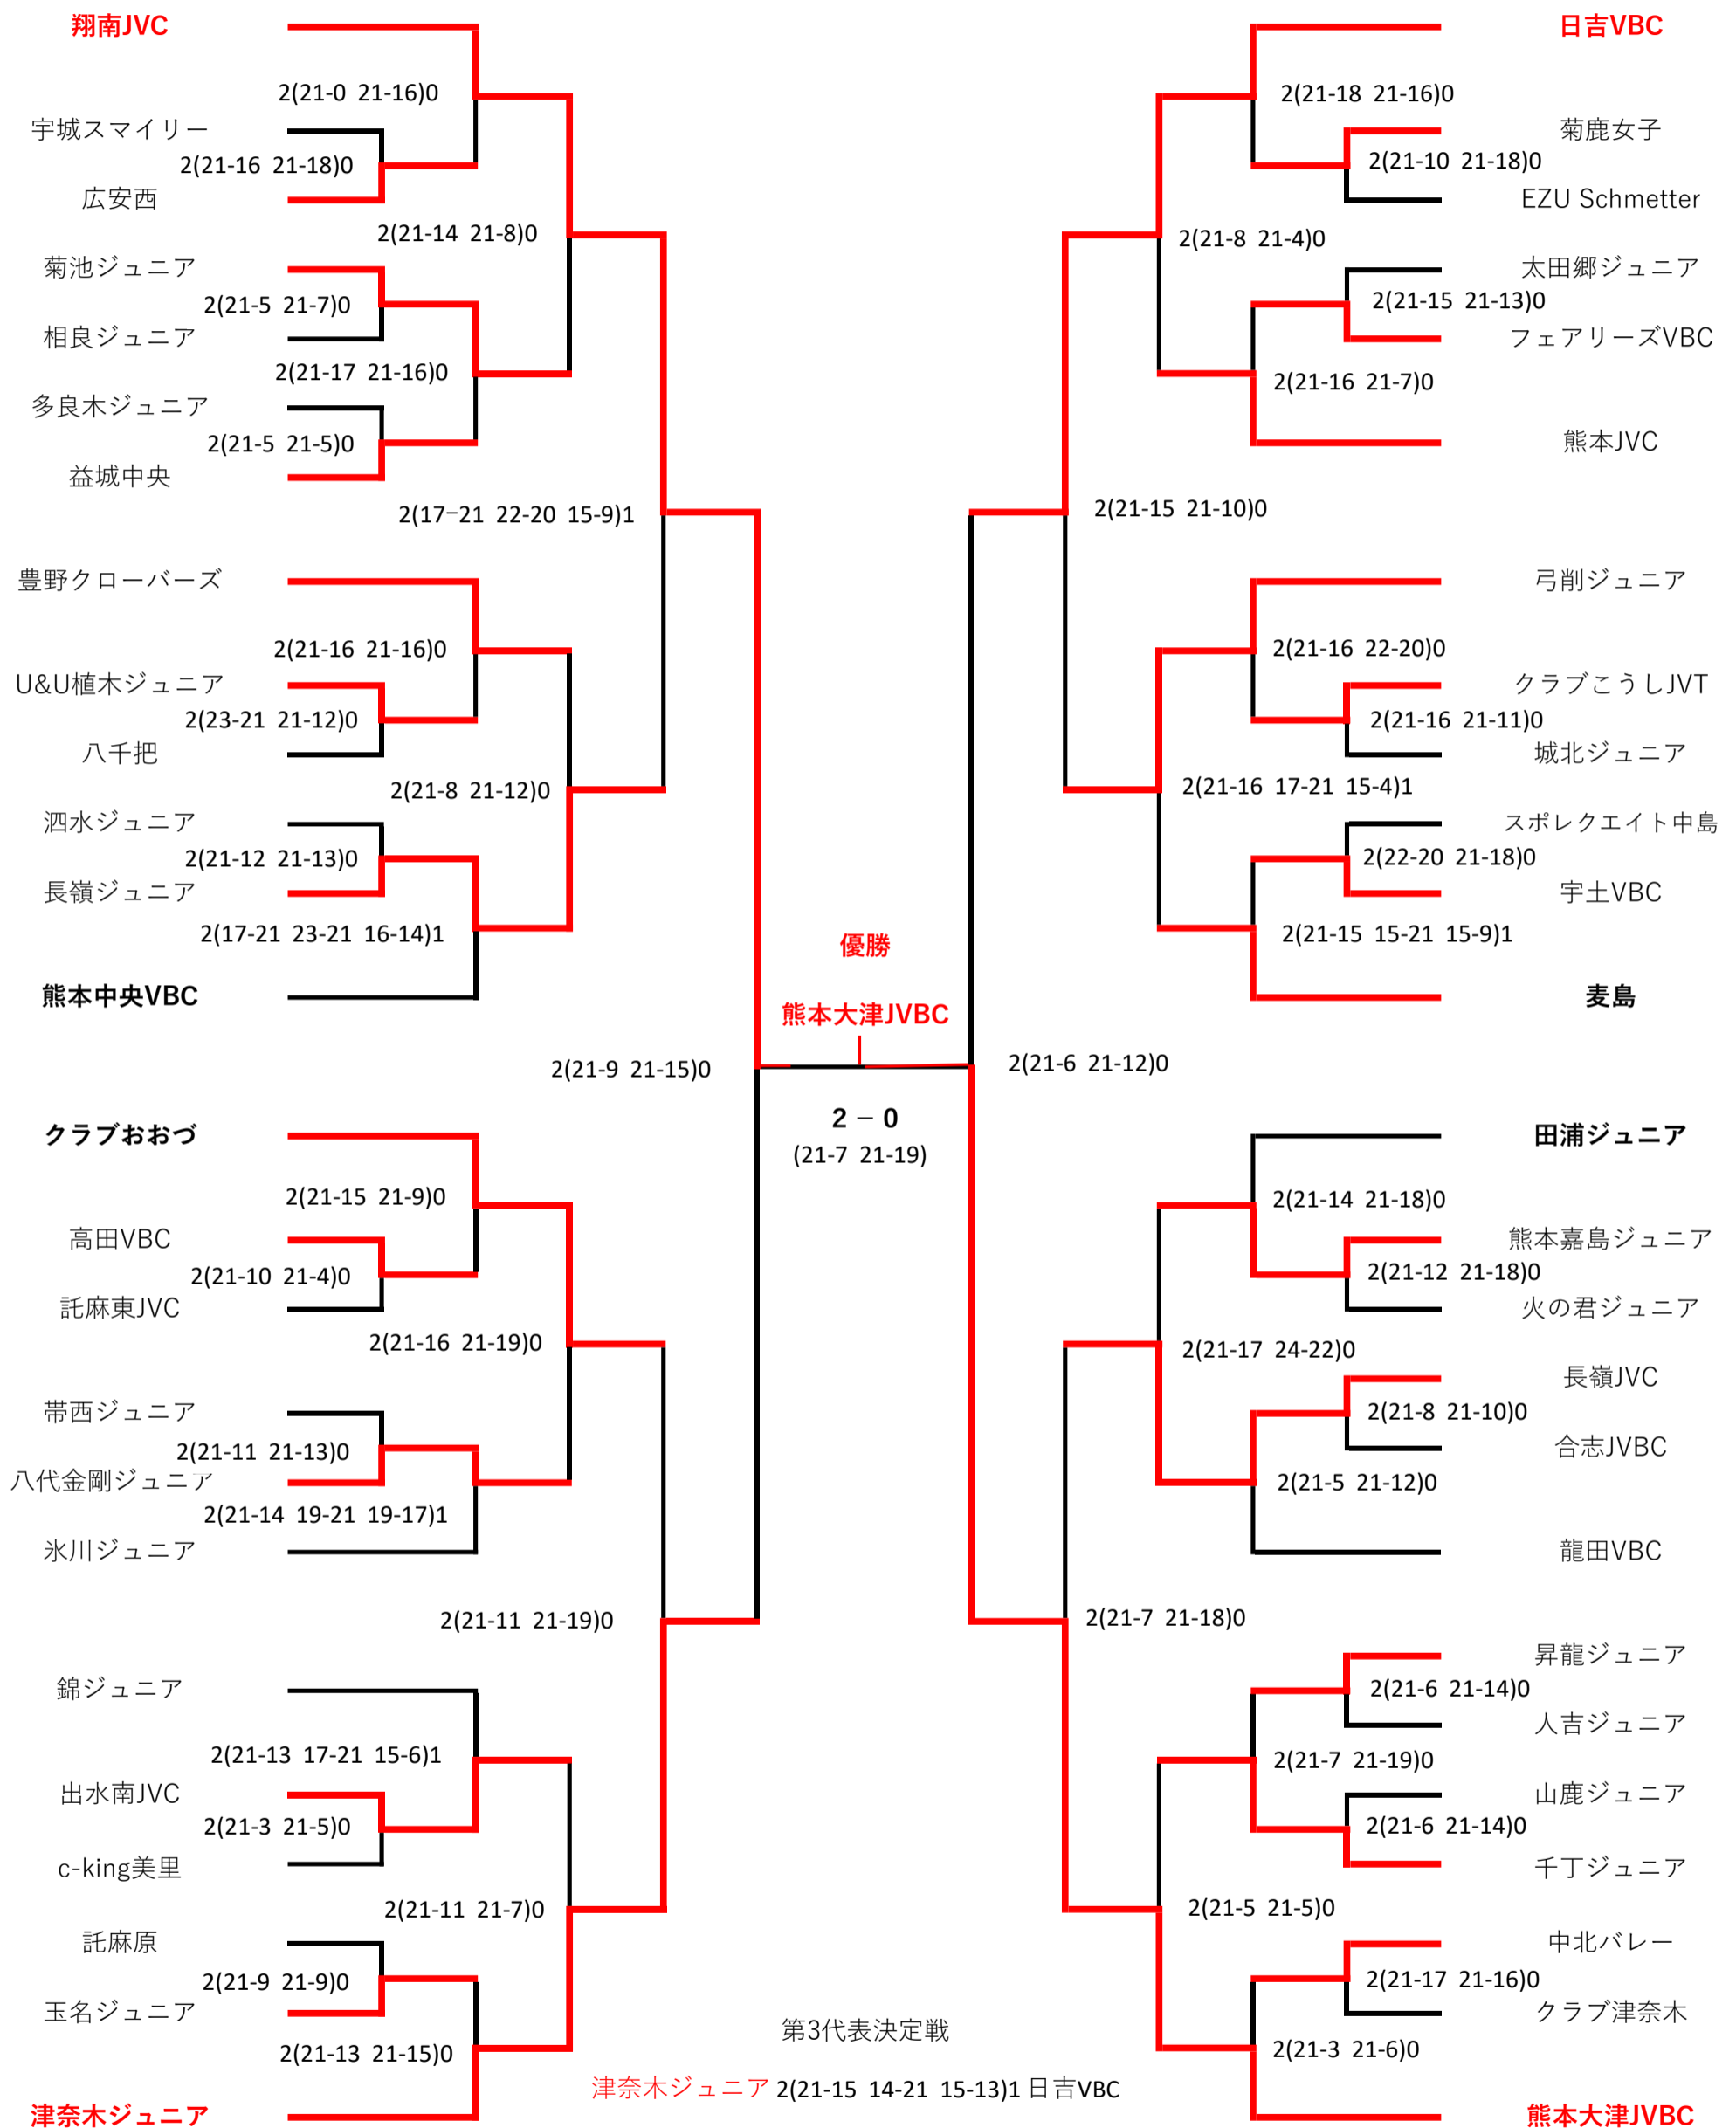 翔南JVC
2(21-0 21-16)0
宇城スマイリー
2(21-16 21-18)0
広安西
2(21-14 21-8)0
菊池ジュニア
2(21-5 21-7)0
相良ジュニア
2(21-17 21-16)0
多良木ジュニア
2(21-5 21-5)0
益城中央
2(17−21 22-20 15-9)1
豊野クローバーズ
2(21-16 21-16)0
U&U植木ジュニア
2(23-21 21-12)0
八千把
2(21-8 21-12)0
泗水ジュニア
2(21-12 21-13)0
長嶺ジュニア
2(17-21 23-21 16-14)1
熊本中央VBC
2(21-9 21-15)0
クラブおおづ
2(21-15 21-9)0
高田VBC
2(21-10 21-4)0
託麻東JVC
2(21-16 21-19)0
帯西ジュニア
2(21-11 21-13)0
八代金剛ジュニア
2(21-14 19-21 19-17)1
氷川ジュニア
2(21-11 21-19)0
錦ジュニア
2(21-13 17-21 15-6)1
出水南JVC
2(21-3 21-5)0
c-king美里
2(21-11 21-7)0
託麻原
2(21-9 21-9)0
玉名ジュニア
2(21-13 21-15)0
津奈木ジュニア
優勝
熊本大津JVBC
2 − 0
(21-7 21-19)
第3代表決定戦
津奈木ジュニア 2(21-15 14-21 15-13)1 日吉VBC
日吉VBC
2(21-18 21-16)0
菊鹿女子
2(21-10 21-18)0
EZU Schmetter
2(21-8 21-4)0
太田郷ジュニア
2(21-15 21-13)0
フェアリーズVBC
2(21-16 21-7)0
熊本JVC
2(21-15 21-10)0
弓削ジュニア
2(21-16 22-20)0
クラブこうしJVT
2(21-16 21-11)0
城北ジュニア
2(21-16 17-21 15-4)1
スポレクエイト中島
2(22-20 21-18)0
宇土VBC
2(21-15 15-21 15-9)1
麦島
2(21-6 21-12)0
田浦ジュニア
2(21-14 21-18)0
熊本嘉島ジュニア
2(21-12 21-18)0
火の君ジュニア
2(21-17 24-22)0
長嶺JVC
2(21-8 21-10)0
合志JVBC
2(21-5 21-12)0
龍田VBC
2(21-7 21-18)0
昇龍ジュニア
2(21-6 21-14)0
人吉ジュニア
2(21-7 21-19)0
山鹿ジュニア
2(21-6 21-14)0
千丁ジュニア
2(21-5 21-5)0
中北バレー
2(21-17 21-16)0
クラブ津奈木
2(21-3 21-6)0
熊本大津JVBC